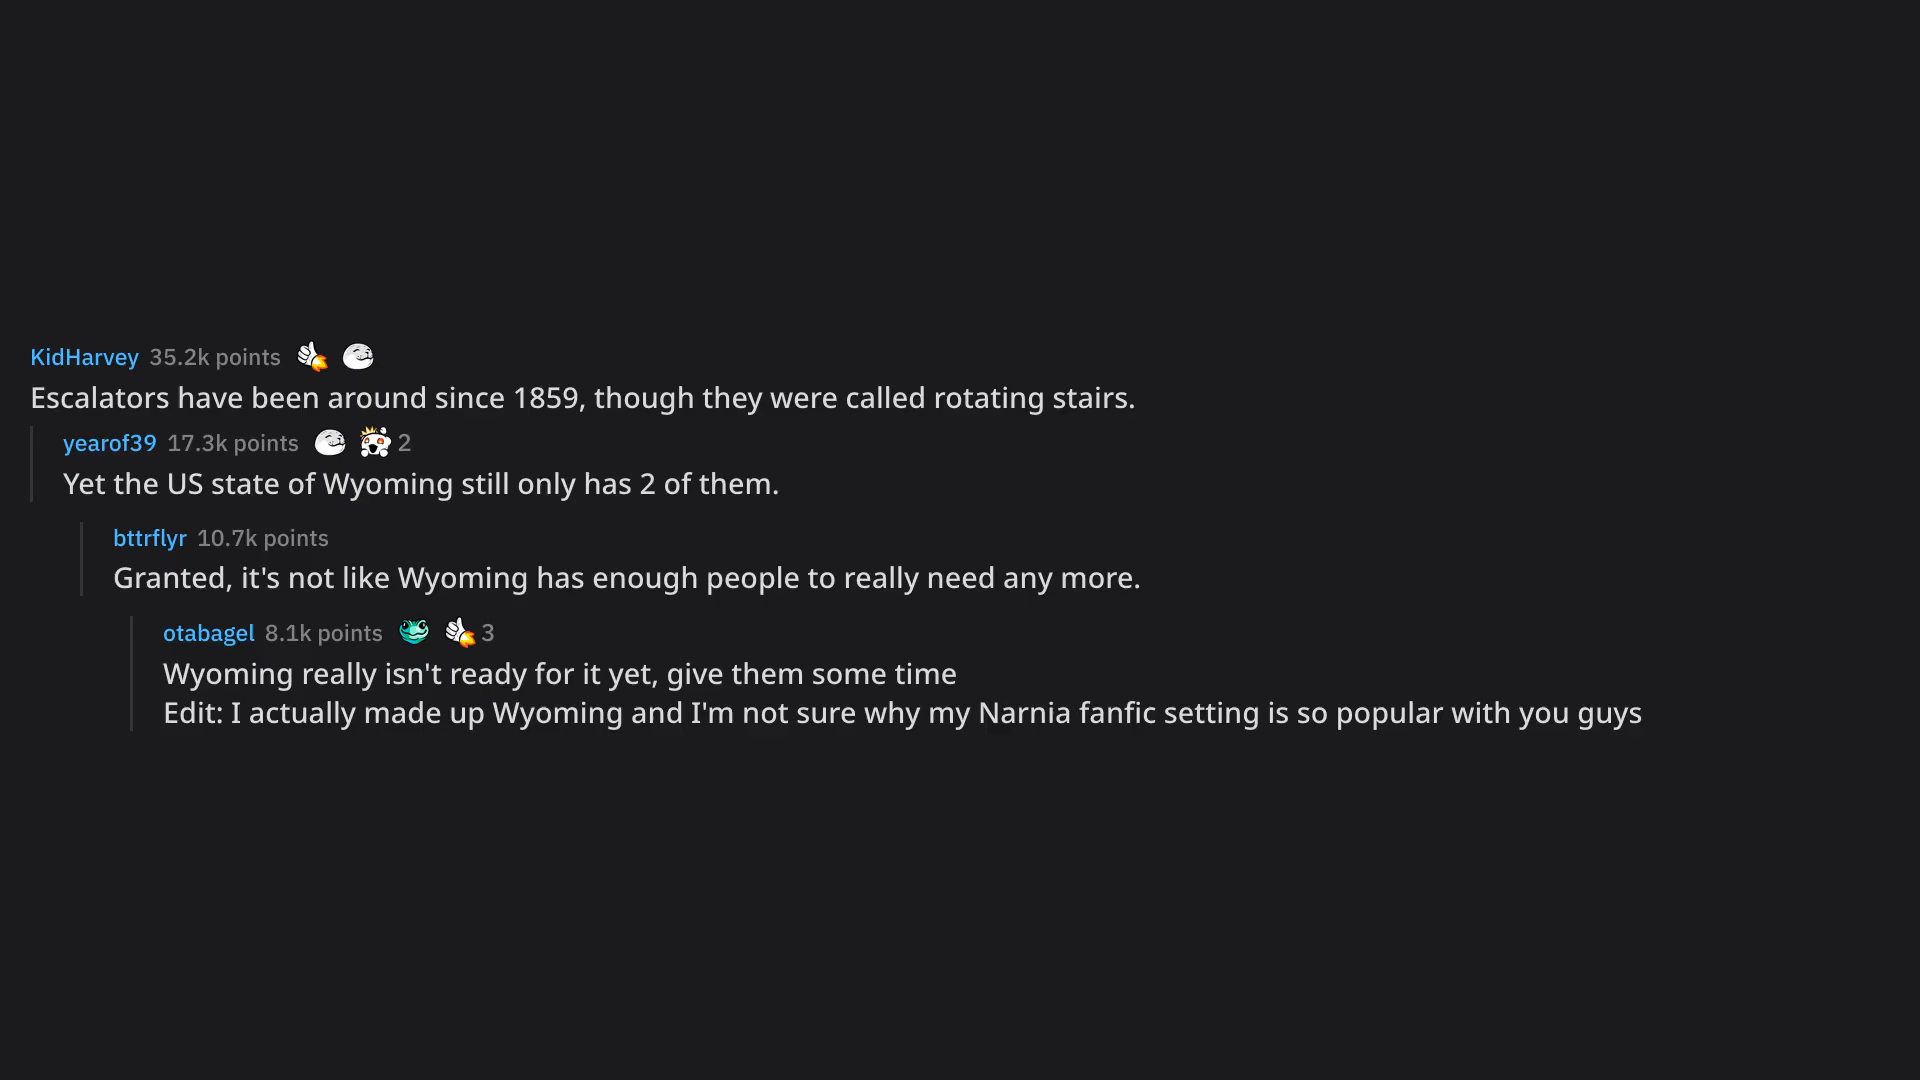 KidHarvey 35.2k points
Escalators have been around since 1859, though they were called rotating stairs.
yearof39 17.3k points 2
Yet the US state of Wyoming still only has 2 of them.
bttrflyr 10.7k points
Granted, it's not like Wyoming has enough people to really need any more.
otabagel 8.1k points 3
Wyoming really isn't ready for it yet, give them some time
Edit: I actually made up Wyoming and I'm not sure why my Narnia fanfic setting is so popular with you guys